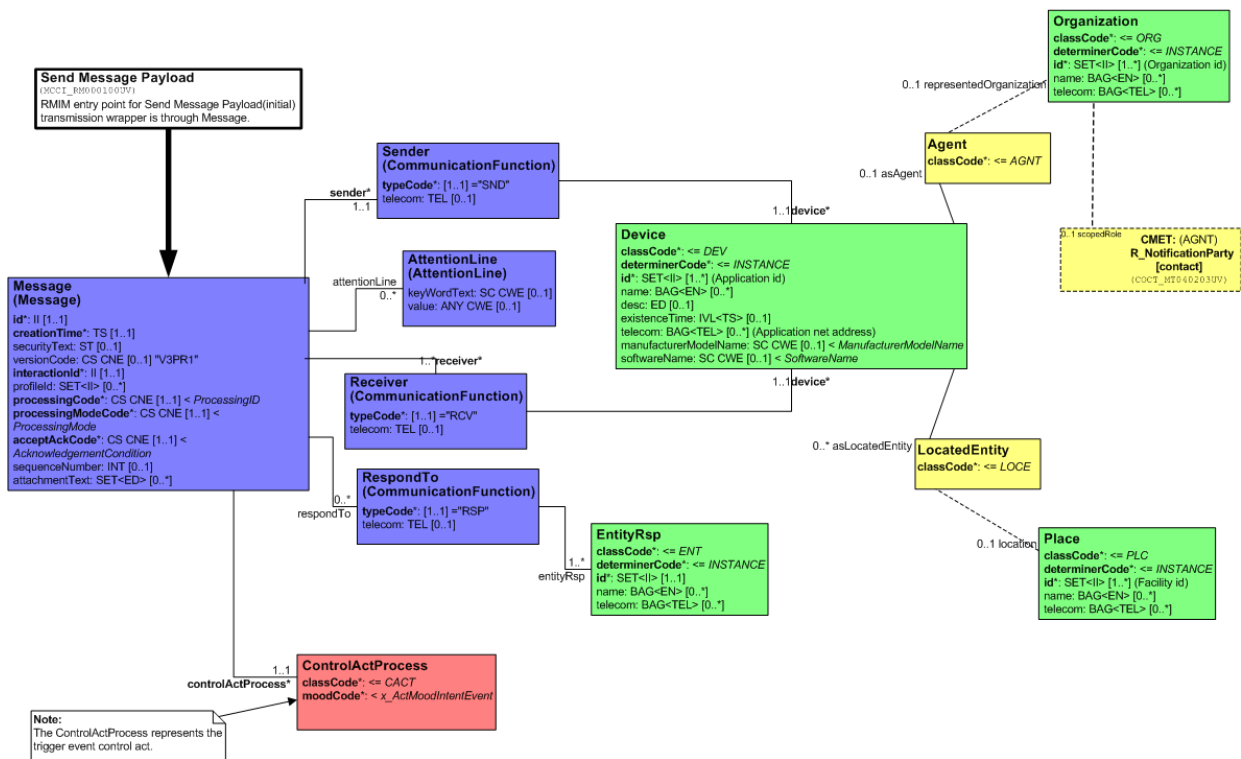 Send Message Payload
(MCCI_RM000100UV)
RMIM entry point for Send Message Payload(initial)
transmission wrapper is through Message.
Organization
classCode*: <= ORG
determinerCode*: <= INSTANCE
id*: SET<II> [1..*] (Organization id)
name: BAG<EN> [0..*]
telecom: BAG<TEL> [0..*]
0..1 representedOrganization
Agent
classCode*: <= AGNT
0..1 asAgent
Sender
(CommunicationFunction)
typeCode*: [1..1] ="SND"
telecom: TEL [0..1]
sender*
1..1
1..1device*
Device
classCode*: <= DEV
determinerCode*: <= INSTANCE
id*: SET<II> [1..*] (Application id)
name: BAG<EN> [0..*]
desc: ED [0..1]
existenceTime: IVL<TS> [0..1]
telecom: BAG<TEL> [0..*] (Application net address)
manufacturerModelName: SC CWE [0..1] < ManufacturerModelName
softwareName: SC CWE [0..1] < SoftwareName
0..1 scopedRole
CMET: (AGNT)
R_NotificationParty
[contact]
(COCT_MT040203UV)
AttentionLine
(AttentionLine)
keyWordText: SC CWE [0..1]
value: ANY CWE [0..1]
attentionLine
0..*
Message
(Message)
id*: II [1..1]
creationTime*: TS [1..1]
securityText: ST [0..1]
versionCode: CS CNE [0..1] "V3PR1"
interactionId*: II [1..1]
profileId: SET<II> [0..*]
processingCode*: CS CNE [1..1] < ProcessingID
processingModeCode*: CS CNE [1..1] <
ProcessingMode
acceptAckCode*: CS CNE [1..1] <
AcknowledgementCondition
sequenceNumber: INT [0..1]
attachmentText: SET<ED> [0..*]
1..*receiver*
Receiver
(CommunicationFunction)
typeCode*: [1..1] ="RCV"
telecom: TEL [0..1]
1..1device*
0..* asLocatedEntity
LocatedEntity
classCode*: <= LOCE
RespondTo
(CommunicationFunction)
typeCode*: [1..1] ="RSP"
telecom: TEL [0..1]
0..*
respondTo
EntityRsp
classCode*: <= ENT
determinerCode*: <= INSTANCE
id*: SET<II> [1..1]
name: BAG<EN> [0..*]
telecom: BAG<TEL> [0..*]
1..*
entityRsp
0..1 location
Place
classCode*: <= PLC
determinerCode*: <= INSTANCE
id*: SET<II> [1..*] (Facility id)
name: BAG<EN> [0..*]
telecom: BAG<TEL> [0..*]
1..1
controlActProcess*
ControlActProcess
classCode*: <= CACT
moodCode*: < x_ActMoodIntentEvent
Note:
The ControlActProcess represents the
trigger event control act.